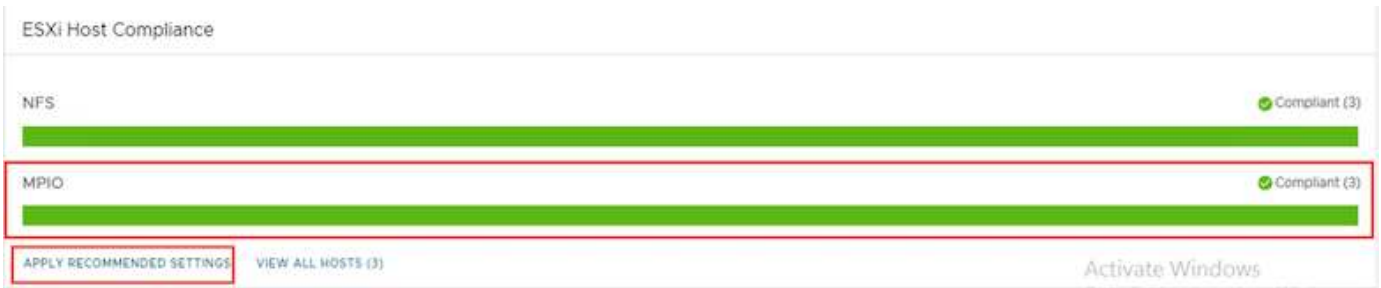 ESXi Host Compliance
NFS
Compliant (3)
MPIO
Compliant (3)
APPLY RECOMMENDED SETTINGS
VIEW ALL HOSTS (3)
Activate Windows